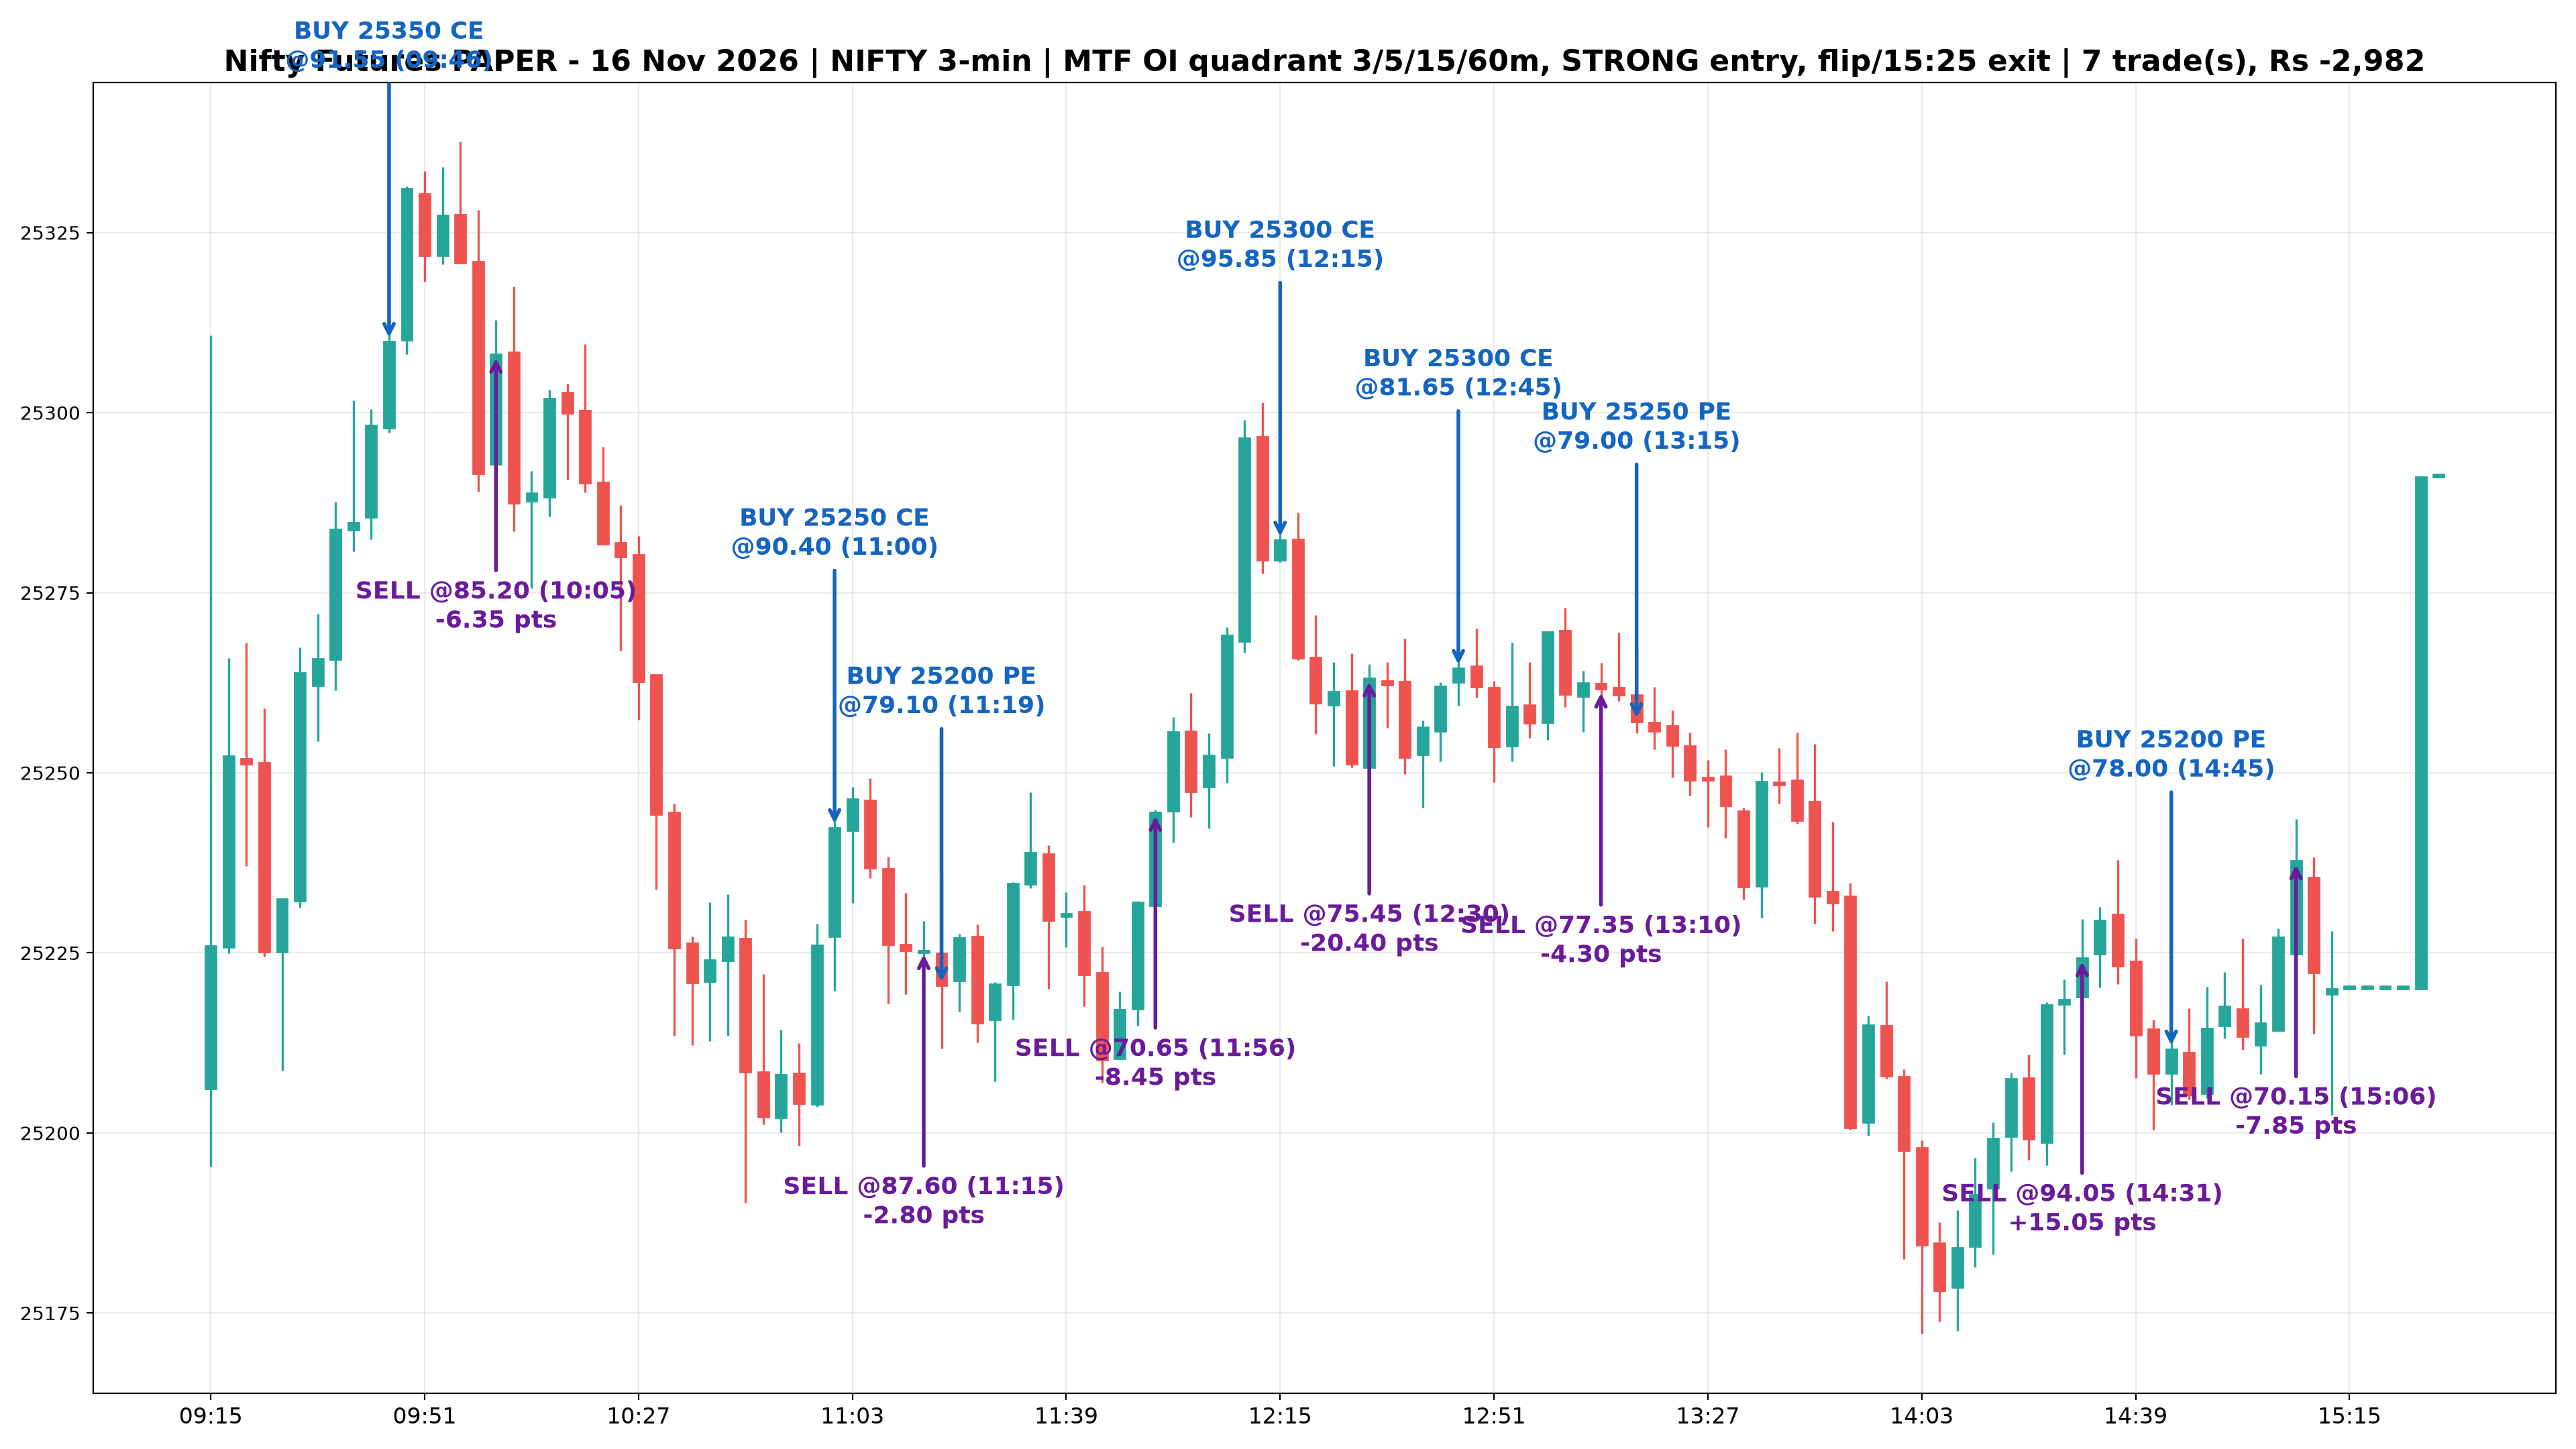 BUY 25350 CE
@91.55 (09:46)
Nifty Futures PAPER - 16 Nov 2026 | NIFTY 3-min | MTF OI quadrant 3/5/15/60m, STRONG entry, flip/15:25 exit | 7 trade(s), Rs -2,982
BUY 25300 CE
@95.85 (12:15)
BUY 25300 CE
@81.65 (12:45)
BUY 25250 PE
@79.00 (13:15)
BUY 25250 CE
@90.40 (11:00)
SELL @85.20 (10:05)
-6.35 pts
BUY 25200 PE
@79.10 (11:19)
BUY 25200 PE
@78.00 (14:45)
SELL @75.45 (12:30)
-20.40 pts
SELL @77.35 (13:10)
-4.30 pts
SELL @70.65 (11:56)
-8.45 pts
SELL @70.15 (15:06)
-7.85 pts
SELL @87.60 (11:15)
-2.80 pts
SELL @94.05 (14:31)
+15.05 pts
25325
25300
25275
25250
25225
25200
25175
09:15 09:51 10:27 11:03 11:39 12:15 12:51 13:27 14:03 14:39 15:15